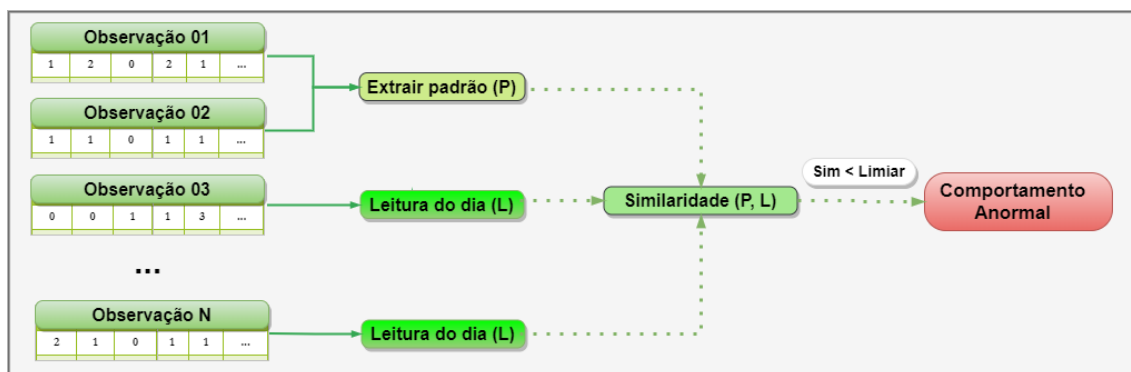 Observação 01
1 2 0 2 1 ...
Observação 02
1 1 0 1 1 ...
Extrair padrão (P)
Observação 03
0 0 1 1 3 ...
Leitura do dia (L)
Similaridade (P, L)
Sim < Limiar
Comportamento
Anormal
...
Observação N
2 1 0 1 1 ...
Leitura do dia (L)